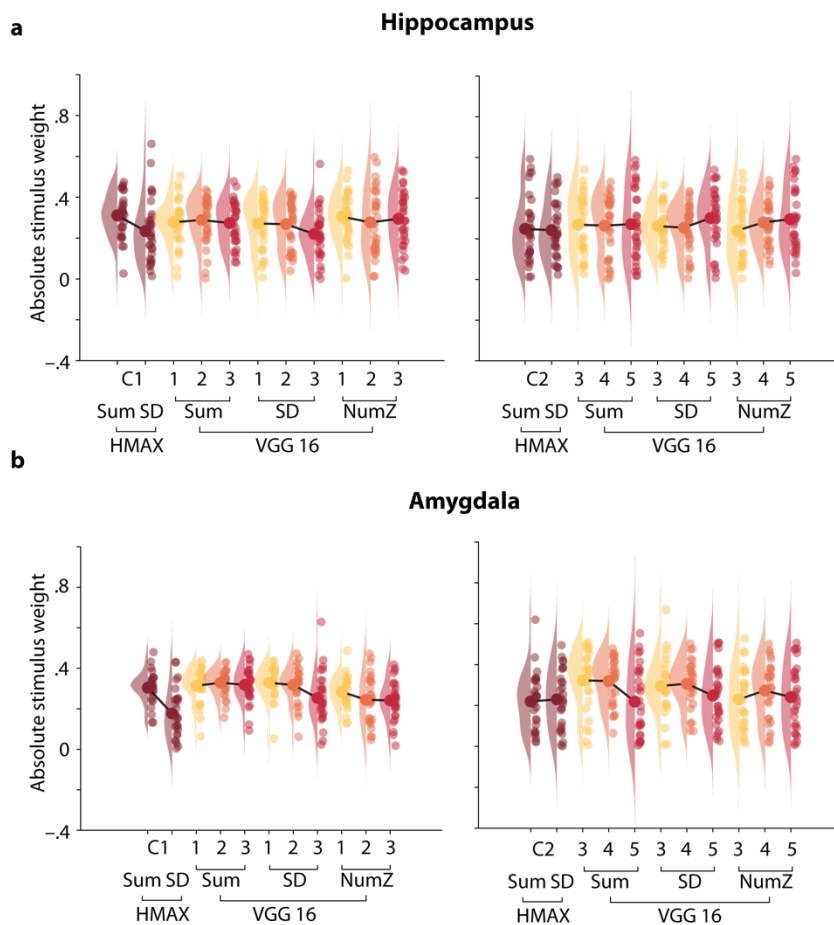 a
Hippocampus
Absolute stimulus weight
.8
.4
0
–.4
C1 1 2 3 1 2 3 1 2 3
Sum SD Sum SD NumZ
HMAX VGG 16
C2 3 4 5 3 4 5 3 4 5
Sum SD Sum SD NumZ
HMAX VGG 16
b
Amygdala
Absolute stimulus weight
.8
.4
0
–.4
C1 1 2 3 1 2 3 1 2 3
Sum SD Sum SD NumZ
HMAX VGG 16
C2 3 4 5 3 4 5 3 4 5
Sum SD Sum SD NumZ
HMAX VGG 16